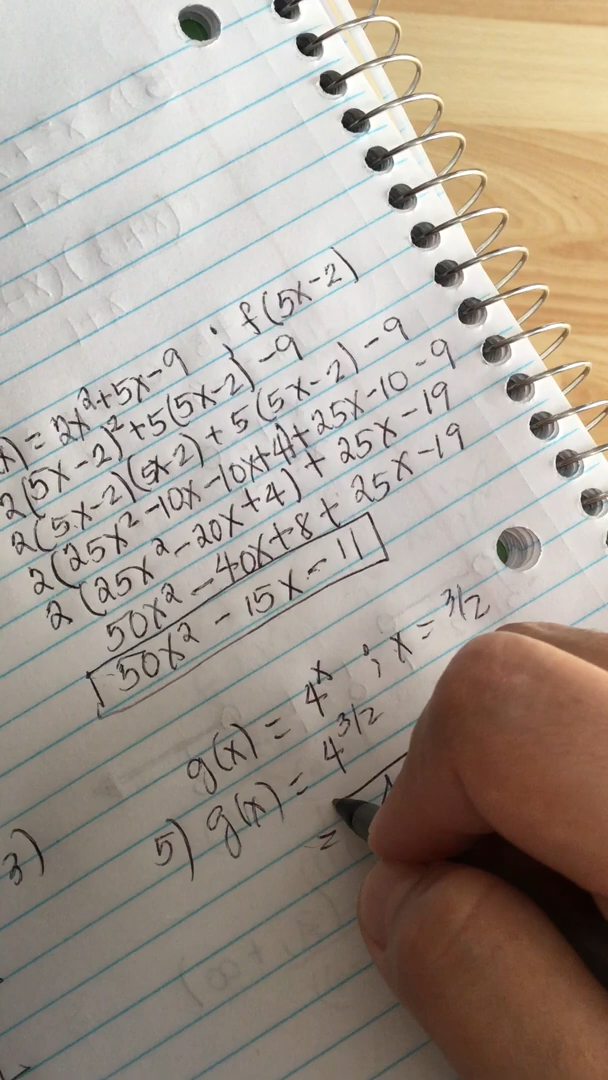 x) = 2x²+5x-9 ; f(5x-2)
2(5x-2)²+5(5x-2)-9
2(5x-2)(5x-2)+5(5x-2)-9
2(25x²-10x-10x+4)+25x-10-9
2(25x²-20x+4)+25x-19
50x²-40x+8+25x-19
50x²-15x-11
g(x) = 4^x ; x = 3/2
3)
5) g(x) = 4^3/2
=